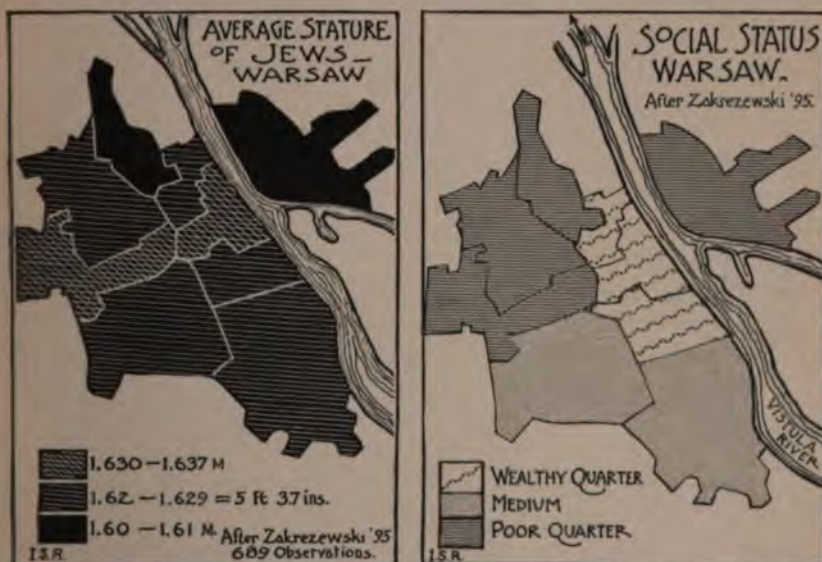 AVERAGE STATURE
OF JEWS—
WARSAW
1.630—1.637 M
1.62 — 1.629 = 5 Ft 3.7 ins.
1.60 — 1.61 M.
After Zakrezewski '95
689 Observations.
I.S.R.
SOCIAL STATUS
WARSAW.
After Zakrezewski '95.
VISTULA
RIVER
WEALTHY QUARTER
MEDIUM
POOR QUARTER
I.S.R.